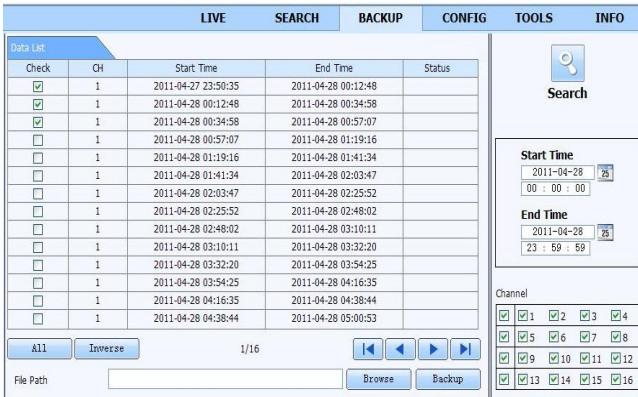 LIVE SEARCH BACKUP CONFIG TOOLS INFO
Data List
Check CH Start Time End Time Status
1 2011-04-27 23:50:35 2011-04-28 00:12:48
1 2011-04-28 00:12:48 2011-04-28 00:34:58
1 2011-04-28 00:34:58 2011-04-28 00:57:07
1 2011-04-28 00:57:07 2011-04-28 01:19:16
1 2011-04-28 01:19:16 2011-04-28 01:41:34
1 2011-04-28 01:41:34 2011-04-28 02:03:47
1 2011-04-28 02:03:47 2011-04-28 02:25:52
1 2011-04-28 02:25:52 2011-04-28 02:48:02
1 2011-04-28 02:48:02 2011-04-28 03:10:11
1 2011-04-28 03:10:11 2011-04-28 03:32:20
1 2011-04-28 03:32:20 2011-04-28 03:54:25
1 2011-04-28 03:54:25 2011-04-28 04:16:35
1 2011-04-28 04:16:35 2011-04-28 04:38:44
1 2011-04-28 04:38:44 2011-04-28 05:00:53
All Inverse 1/16
File Path Browse Backup
Search
Start Time
2011-04-28 25
00 : 00 : 00
End Time
2011-04-28 25
23 : 59 : 59
Channel
1 2 3 4
5 6 7 8
9 10 11 12
13 14 15 16